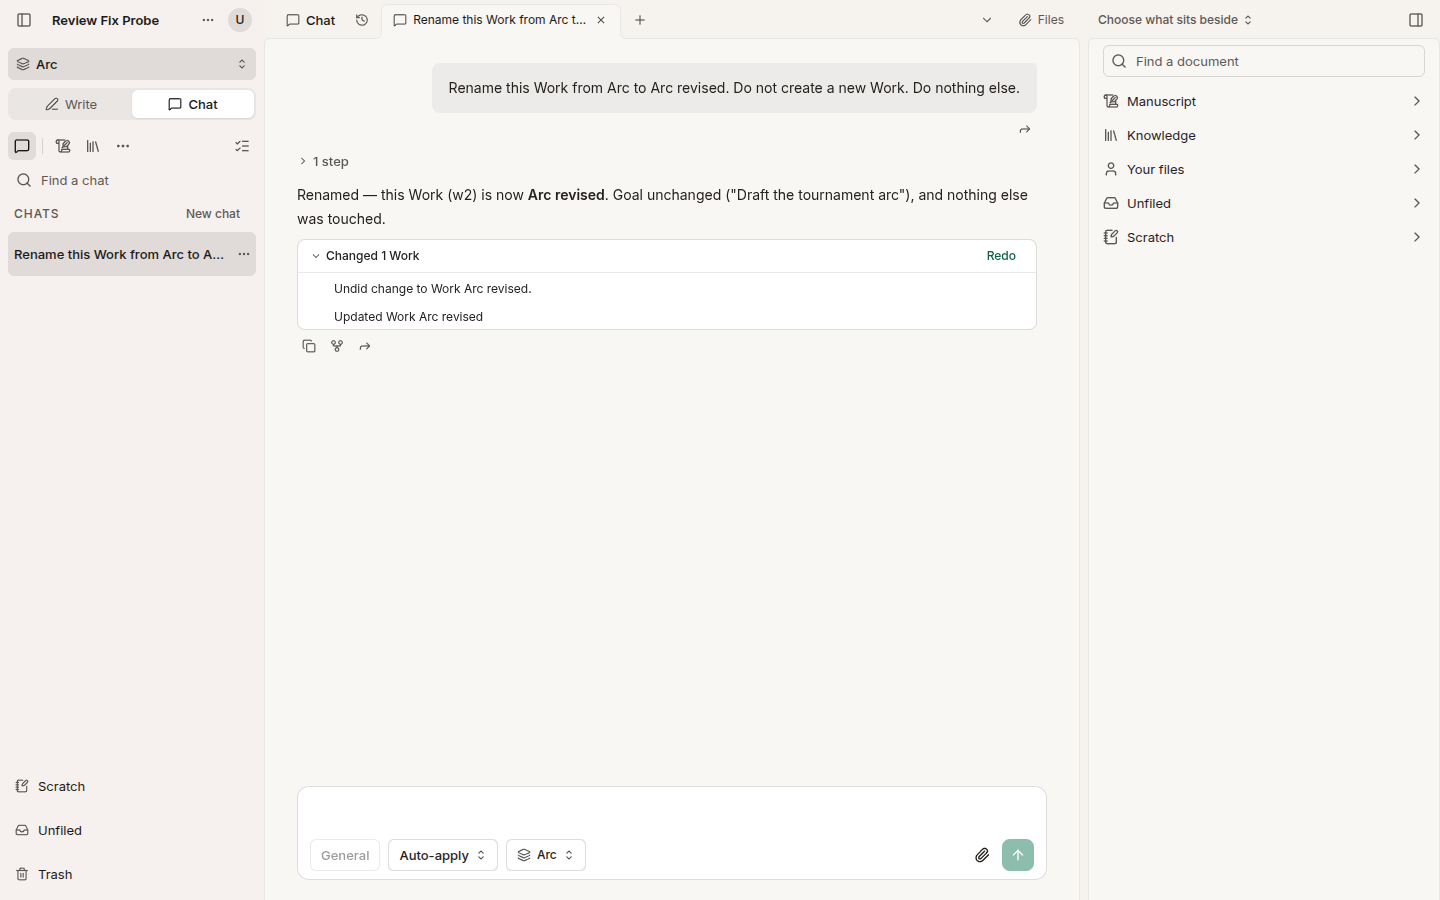 Review Fix Probe
U
Arc
Write
Chat
Find a chat
CHATS
New chat
Rename this Work from Arc to A...
Scratch
Unfiled
Trash
Chat
Rename this Work from Arc t...
Files
Rename this Work from Arc to Arc revised. Do not create a new Work. Do nothing else.
1 step
Renamed — this Work (w2) is now Arc revised. Goal unchanged ("Draft the tournament arc"), and nothing else
was touched.
Changed 1 Work
Redo
Undid change to Work Arc revised.
Updated Work Arc revised
General
Auto-apply
Arc
Choose what sits beside
Find a document
Manuscript
Knowledge
Your files
Unfiled
Scratch